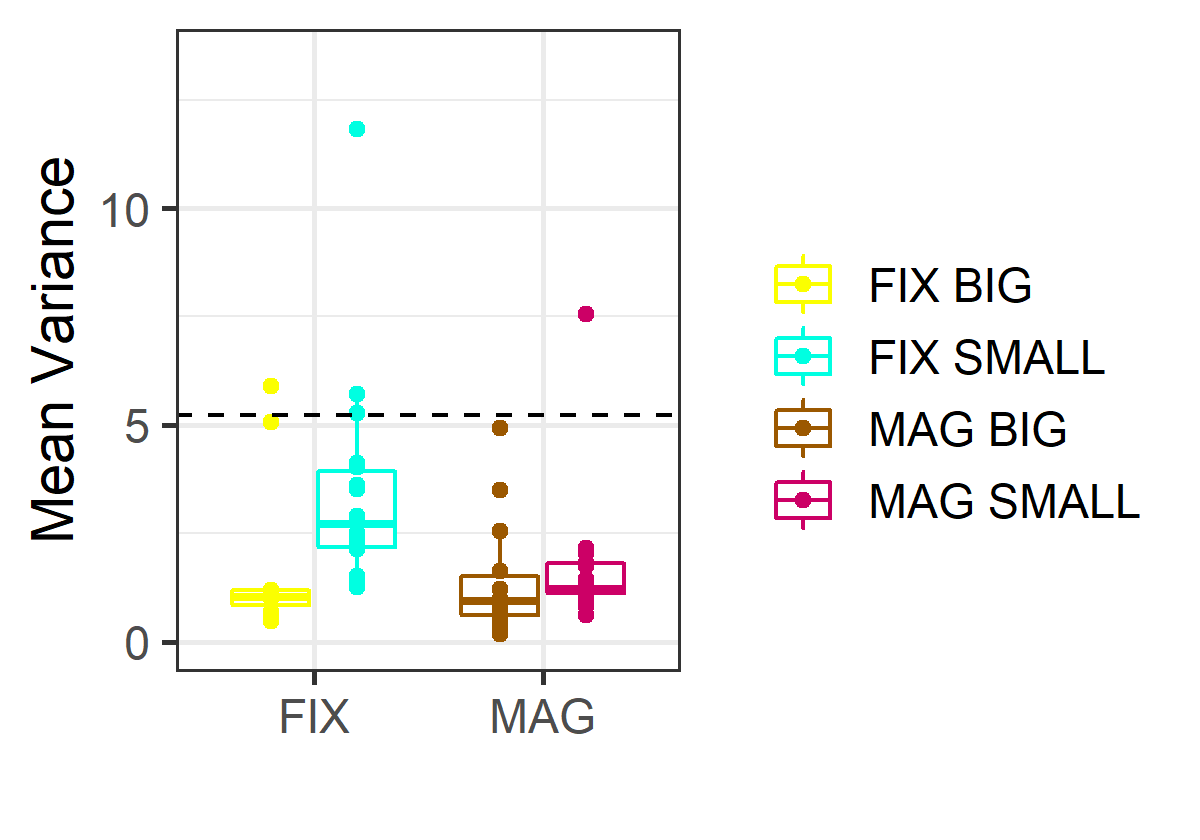 Mean Variance
10
5
0
FIX
MAG
FIX BIG
FIX SMALL
MAG BIG
MAG SMALL